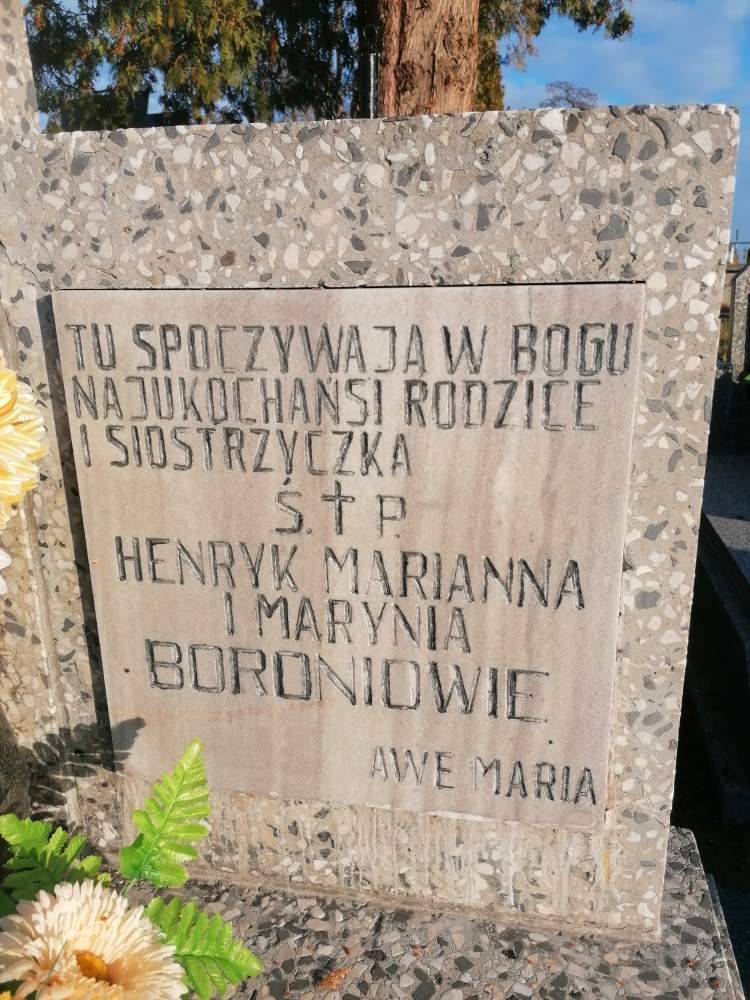 TU SPOCZYWAJĄ W BOGU
NAJUKOCHAŃSI RODZICE
I SIOSTRZYCZKA
Ś.†P.
HENRYK MARIANNA
I MARYNIA
BORONIOWIE.
AWE MARIA